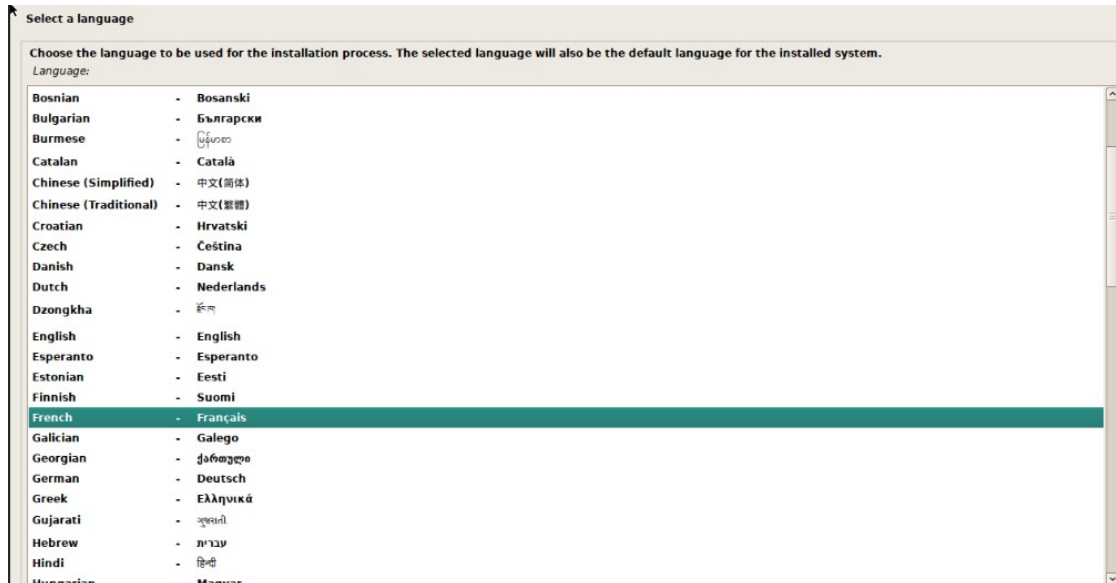 Select a language
Choose the language to be used for the installation process. The selected language will also be the default language for the installed system.
Language:
Bosnian - Bosanski
Bulgarian - Български
Burmese - မြန်မာစာ
Catalan - Català
Chinese (Simplified) - 中文(简体)
Chinese (Traditional) - 中文(繁體)
Croatian - Hrvatski
Czech - Čeština
Danish - Dansk
Dutch - Nederlands
Dzongkha - རྫོང་ཁ།
English - English
Esperanto - Esperanto
Estonian - Eesti
Finnish - Suomi
French - Français
Galician - Galego
Georgian - ქართული
German - Deutsch
Greek - Ελληνικά
Gujarati - ગુજરાતી
Hebrew - עברית
Hindi - हिन्दी
Hungarian - Magyar